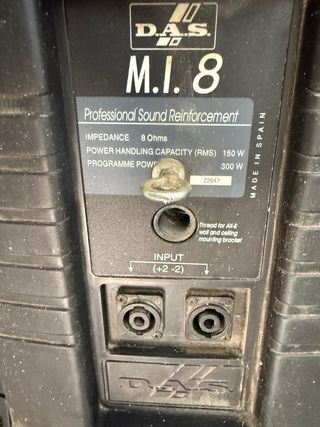 D.A.S.
M.I. 8
Professional Sound Reinforcement
IMPEDANCE 8 Ohms
POWER HANDLING CAPACITY (RMS) 150 W
PROGRAMME POWER 300 W
22647
MADE IN SPAIN
Thread for AX-8
wall and ceiling
mounting bracket
INPUT
(+2 -2)
D.A.S.